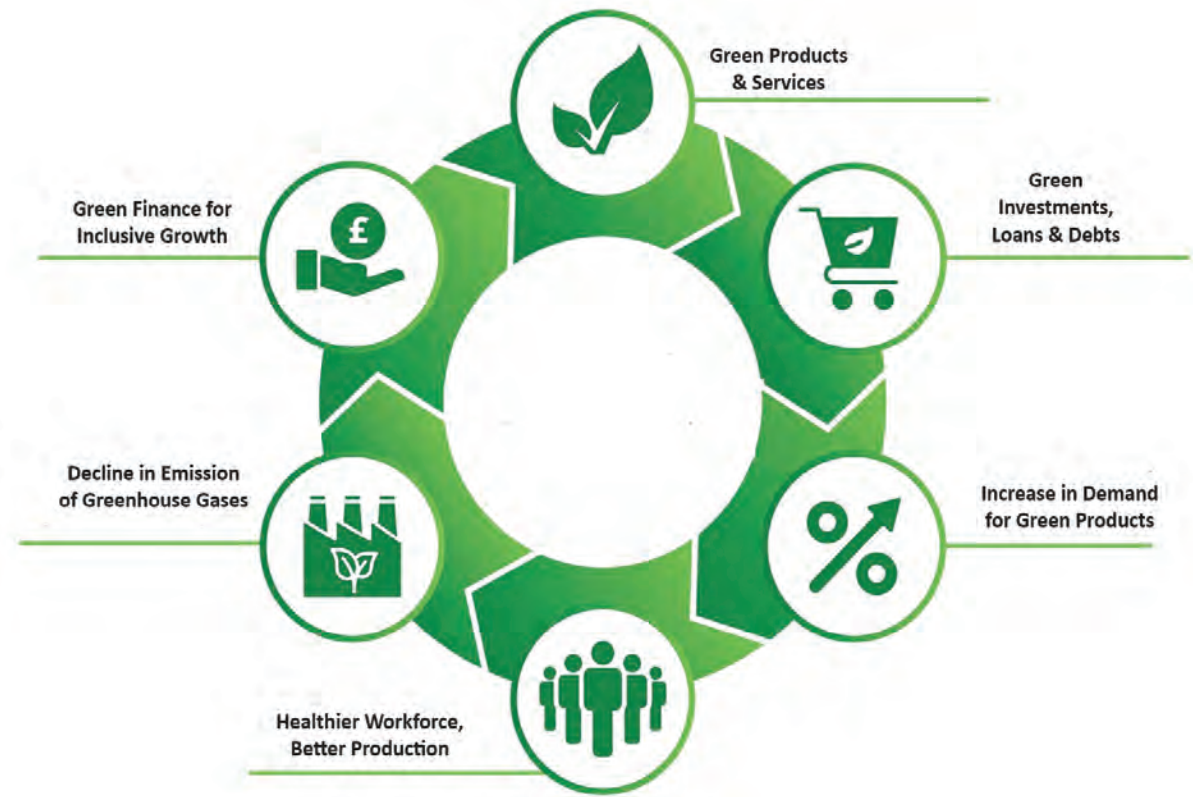 Green Products
& Services
Green
Investments,
Loans & Debts
Increase in Demand
for Green Products
Healthier Workforce,
Better Production
Decline in Emission
of Greenhouse Gases
Green Finance for
Inclusive Growth
£